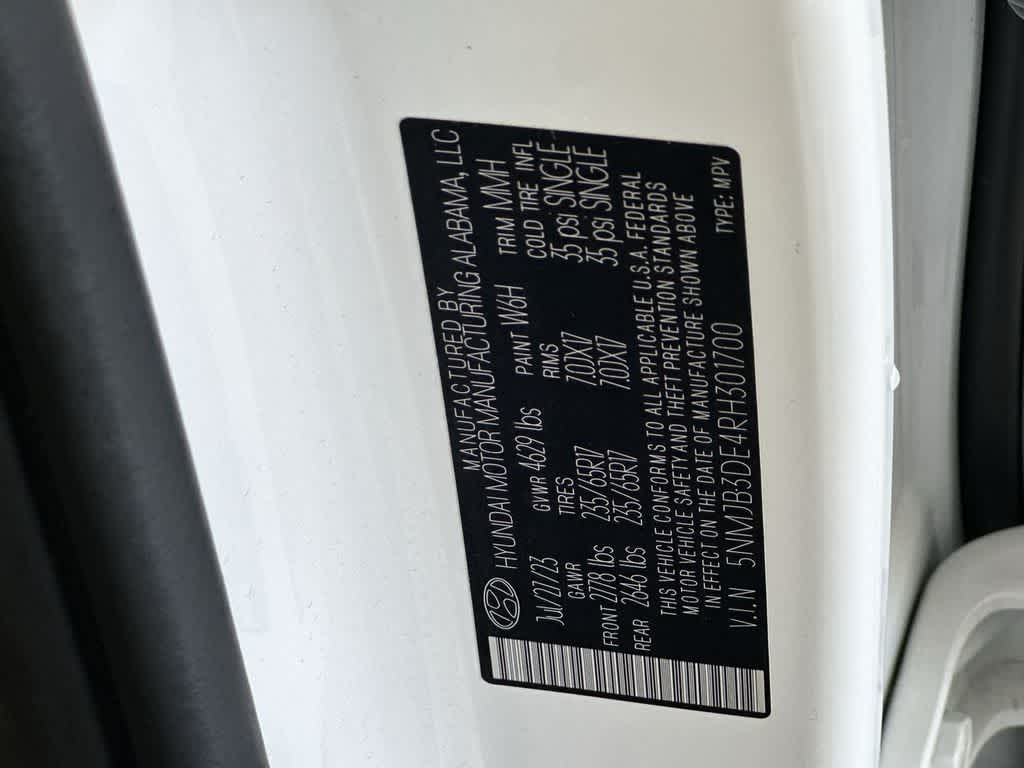 MANUFACTURED BY
HYUNDAI MOTOR MANUFACTURING ALABAMA, LLC
Jul/27/23 GVWR 4629 lbs PAINT W6H TRIM MMH
GAWR TIRES RIMS COLD TIRE INFL
FRONT 2778 lbs 235/65R17 7.0JX17 35 psi SINGLE
REAR 2646 lbs 235/65R17 7.0JX17 35 psi SINGLE
THIS VEHICLE CONFORMS TO ALL APPLICABLE U.S.A. FEDERAL
MOTOR VEHICLE SAFETY AND THEFT PREVENTION STANDARDS
IN EFFECT ON THE DATE OF MANUFACTURE SHOWN ABOVE
V.I.N 5NMJB3DE4RH301700 TYPE: MPV